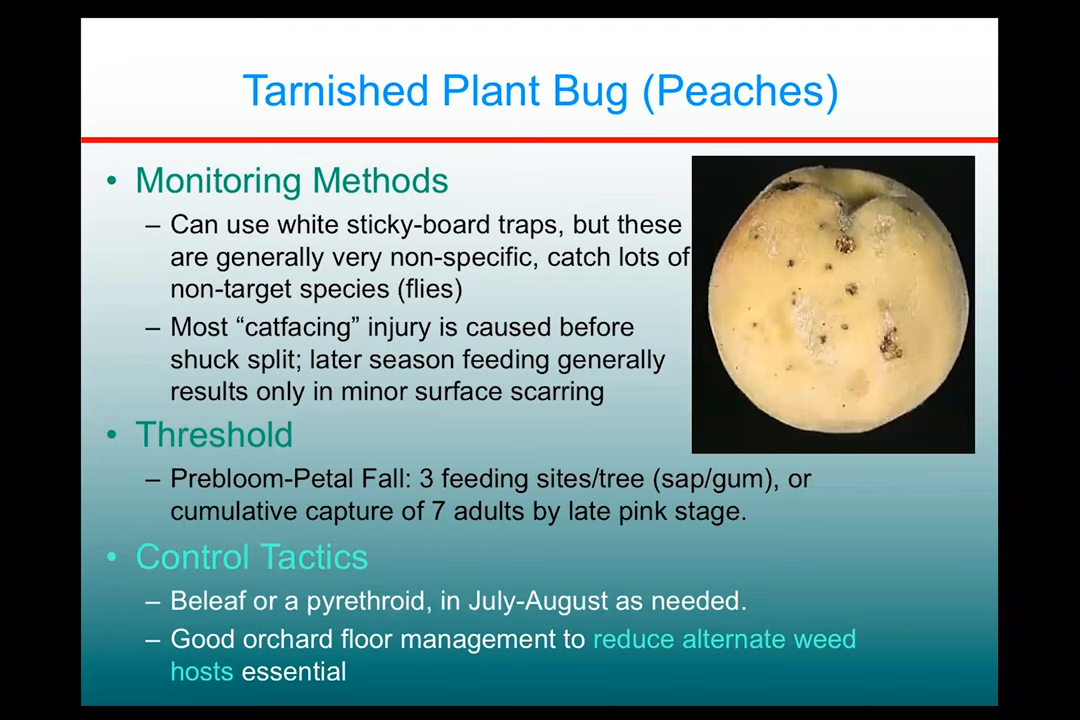 Tarnished Plant Bug (Peaches)
• Monitoring Methods
– Can use white sticky-board traps, but these
are generally very non-specific, catch lots of
non-target species (flies)
– Most “catfacing” injury is caused before
shuck split; later season feeding generally
results only in minor surface scarring
• Threshold
– Prebloom-Petal Fall: 3 feeding sites/tree (sap/gum), or
cumulative capture of 7 adults by late pink stage.
• Control Tactics
– Beleaf or a pyrethroid, in July-August as needed.
– Good orchard floor management to reduce alternate weed
hosts essential